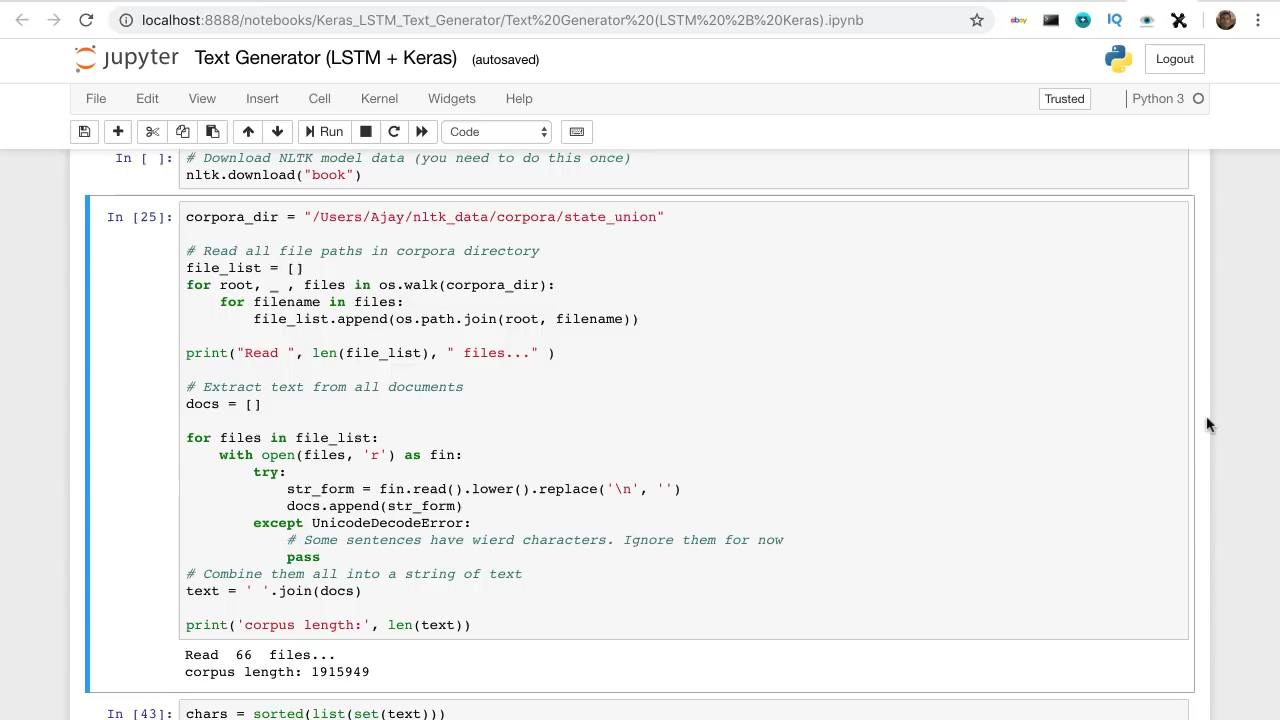 localhost:8888/notebooks/Keras_LSTM_Text_Generator/Text%20Generator%20(LSTM%20%2B%20Keras).ipynb
ebay
IQ
jupyter Text Generator (LSTM + Keras) (autosaved)
Logout
File Edit View Insert Cell Kernel Widgets Help
Trusted
Python 3
Run
Code
In [ ]: # Download NLTK model data (you need to do this once)
nltk.download("book")
In [25]: corpora_dir = "/Users/Ajay/nltk_data/corpora/state_union"
# Read all file paths in corpora directory
file_list = []
for root, _ , files in os.walk(corpora_dir):
    for filename in files:
        file_list.append(os.path.join(root, filename))
print("Read ", len(file_list), " files..." )
# Extract text from all documents
docs = []
for files in file_list:
    with open(files, 'r') as fin:
        try:
            str_form = fin.read().lower().replace('\n', '')
            docs.append(str_form)
        except UnicodeDecodeError:
            # Some sentences have wierd characters. Ignore them for now
            pass
# Combine them all into a string of text
text = ' '.join(docs)
print('corpus length:', len(text))
Read  66  files...
corpus length: 1915949
In [43]: chars = sorted(list(set(text)))